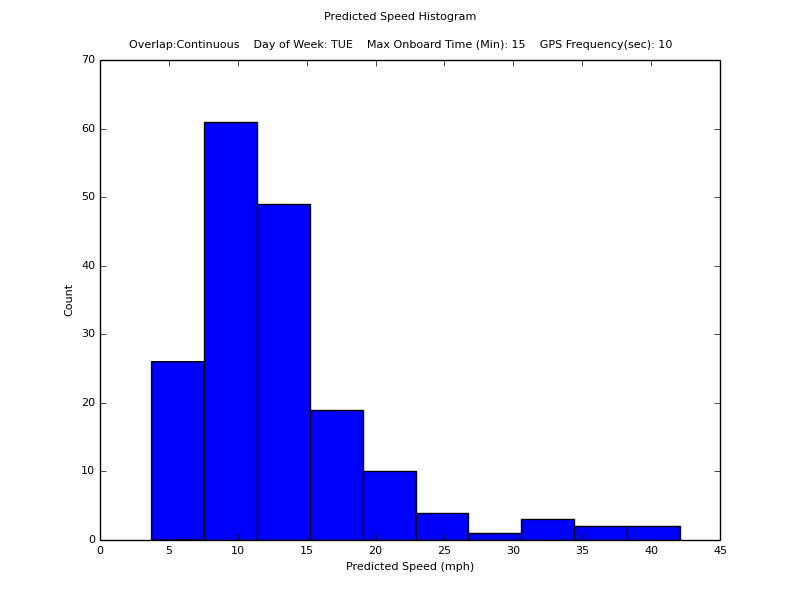 Predicted Speed Histogram
Overlap:Continuous    Day of Week: TUE    Max Onboard Time (Min): 15    GPS Frequency(sec): 10
70
60
50
40
30
20
10
0
Count
0 5 10 15 20 25 30 35 40 45
Predicted Speed (mph)